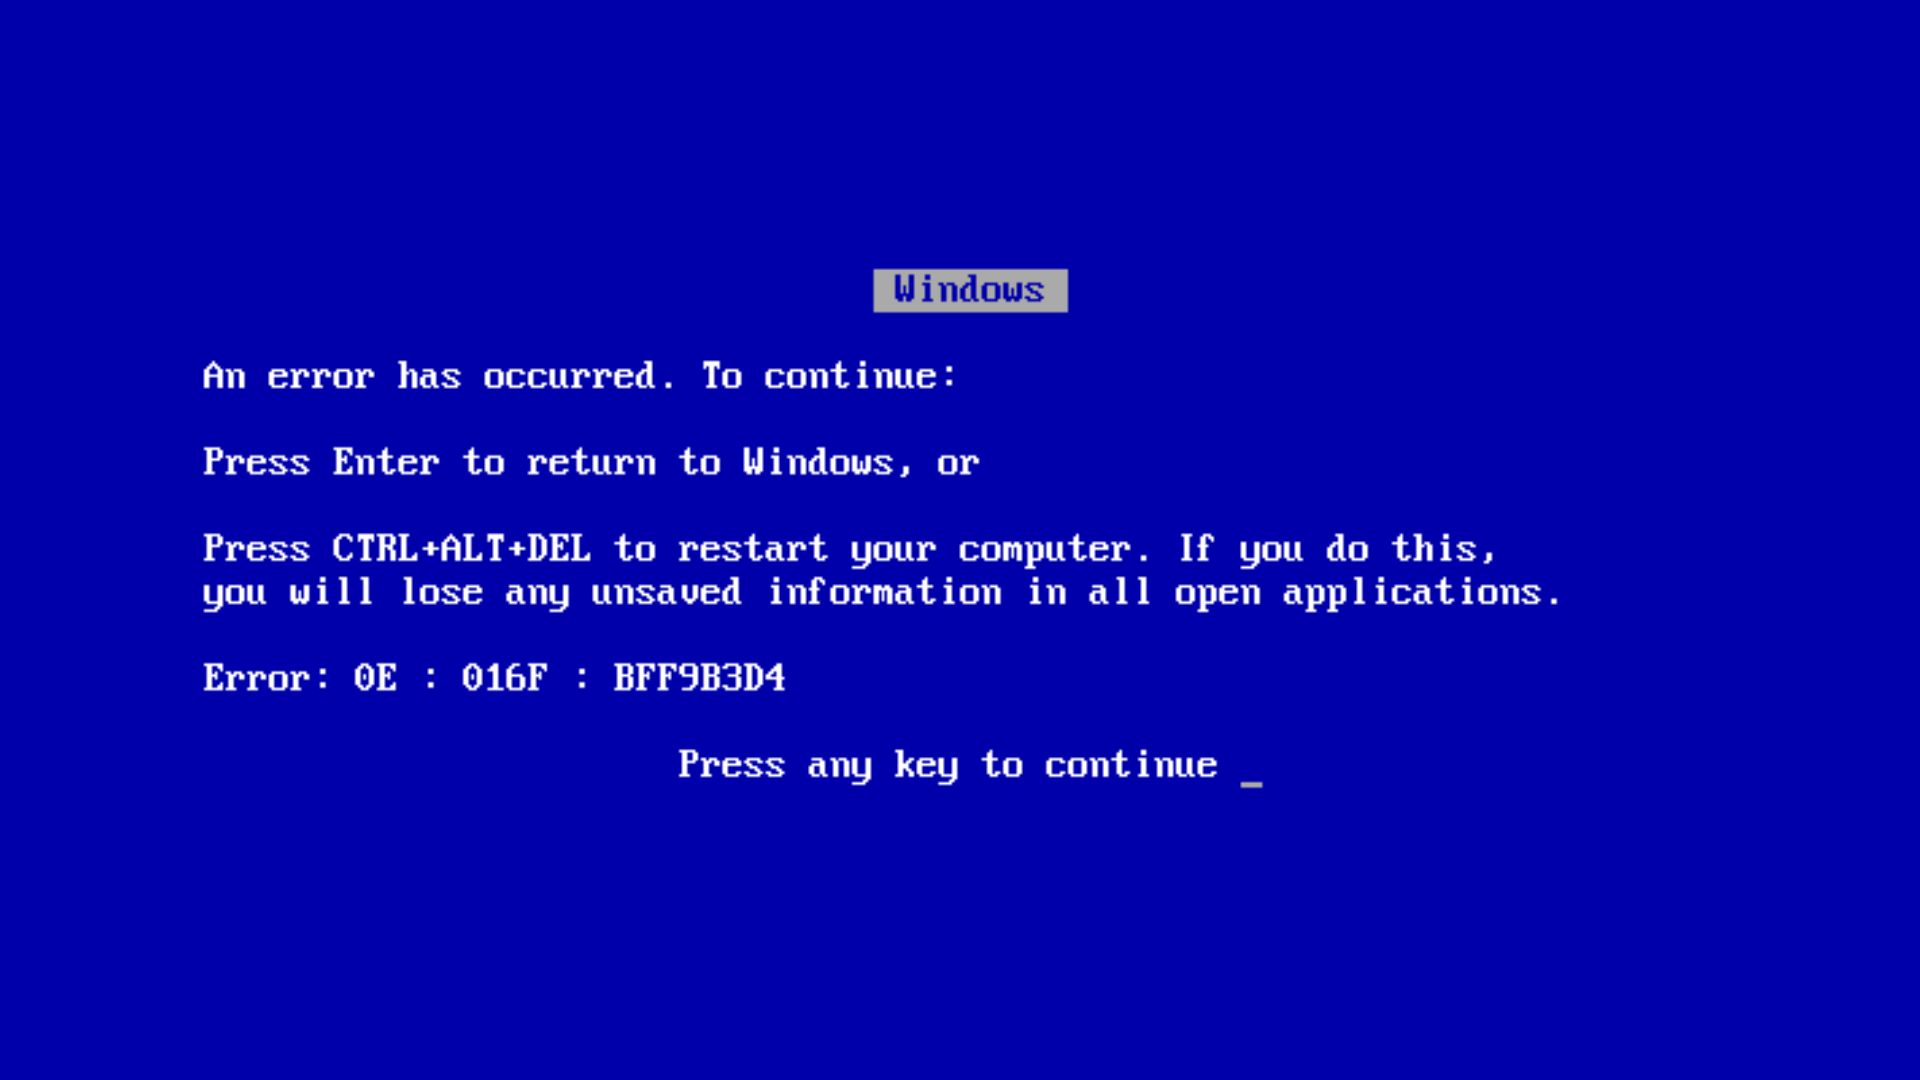 Windows
An error has occurred. To continue:
Press Enter to return to Windows, or
Press CTRL+ALT+DEL to restart your computer. If you do this,
you will lose any unsaved information in all open applications.
Error: 0E : 016F : BFF9B3D4
Press any key to continue _